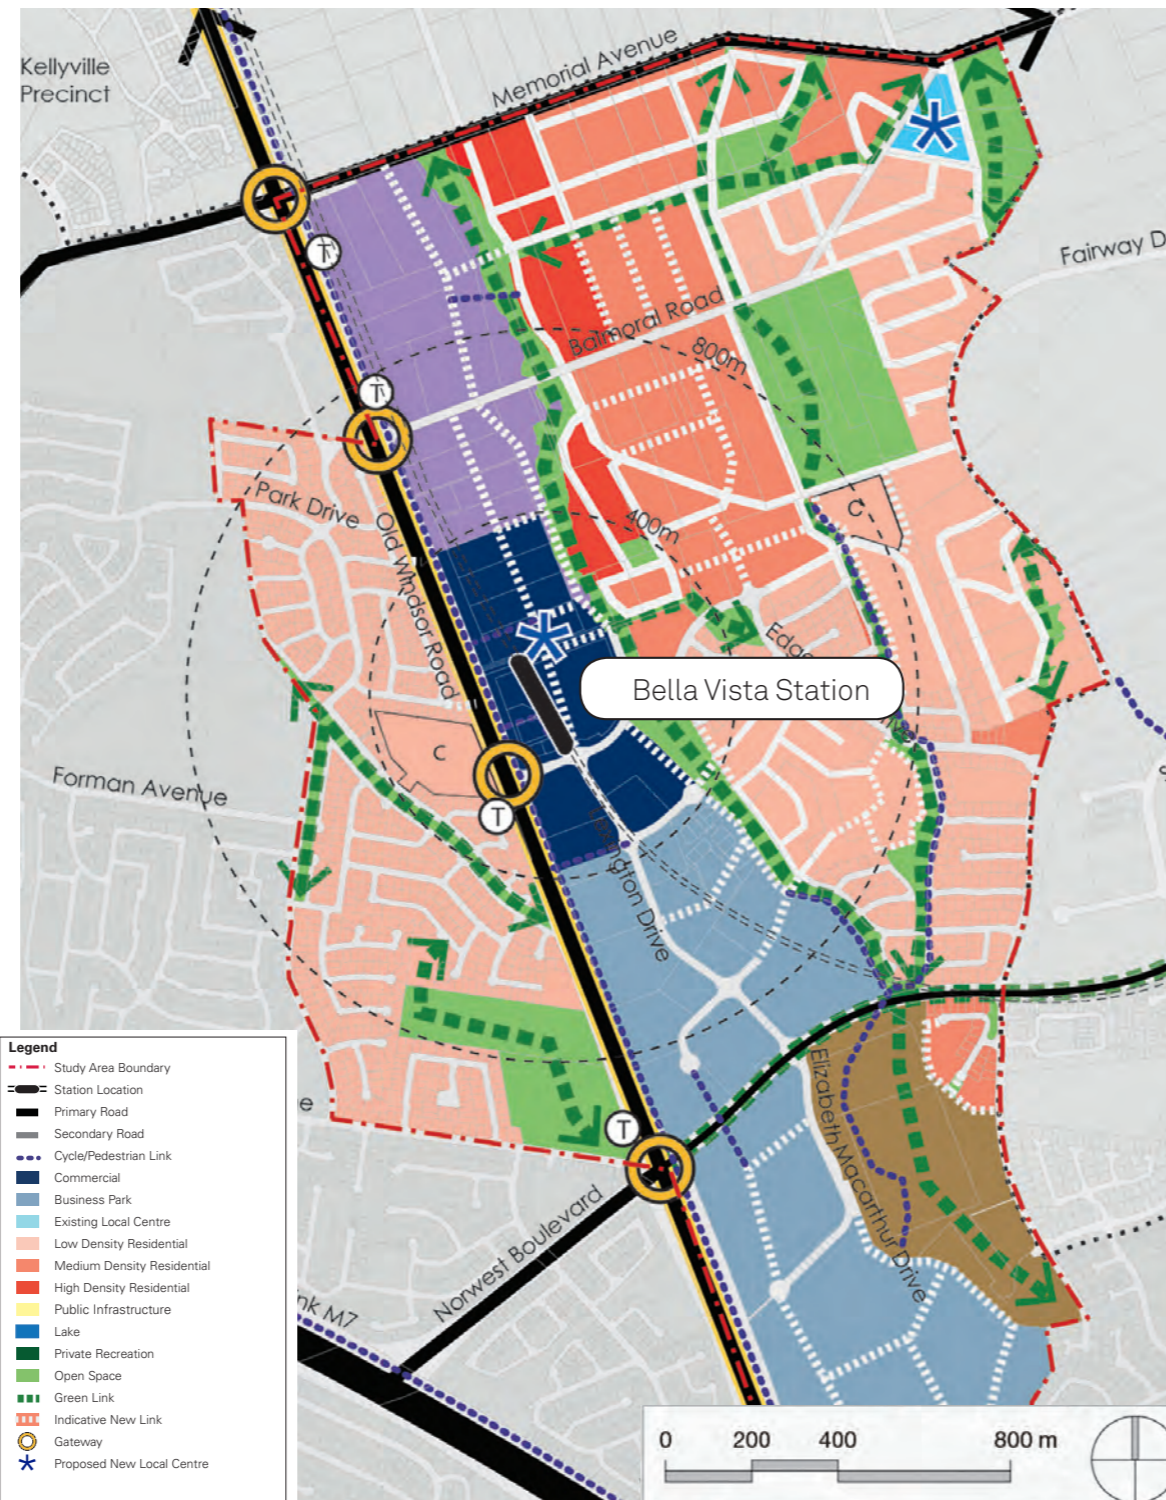 Kellyville
Precinct
Memorial Avenue
T
Fairway D
Balmoral Road
800m
T
Park Drive
Old Windsor Road
400m
C
Bella Vista Station
C
Forman Avenue
T
T
Elizabeth Macarthur Drive
Norwest Boulevard
nk M7
e
Legend
Study Area Boundary
Station Location
Primary Road
Secondary Road
Cycle/Pedestrian Link
Commercial
Business Park
Existing Local Centre
Low Density Residential
Medium Density Residential
High Density Residential
Public Infrastructure
Lake
Private Recreation
Open Space
Green Link
Indicative New Link
Gateway
Proposed New Local Centre
0 200 400 800 m